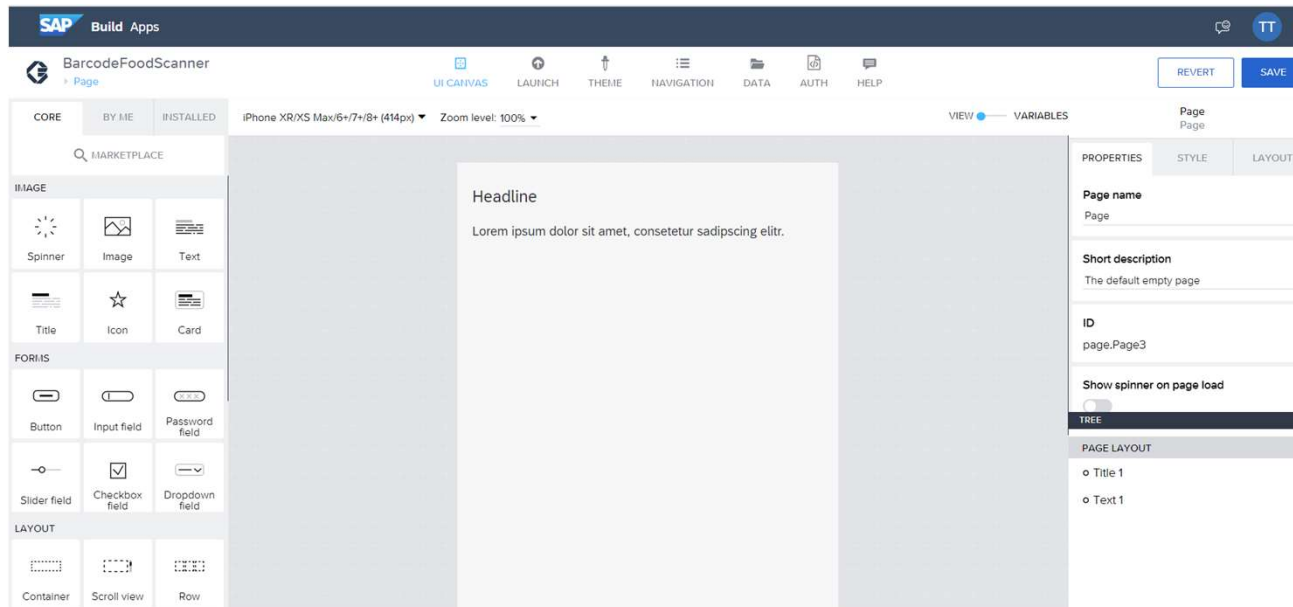 SAP Build Apps
TT
BarcodeFoodScanner
Page
UI CANVAS LAUNCH THEME NAVIGATION DATA AUTH HELP
REVERT SAVE
CORE BY ME INSTALLED
iPhone XR/XS Max/6+/7+/8+ (414px) Zoom level: 100%
VIEW VARIABLES
Page
Page
MARKETPLACE
PROPERTIES STYLE LAYOUT
IMAGE
Spinner Image Text
Title Icon Card
FORMS
Button Input field Password field
Slider field Checkbox field Dropdown field
LAYOUT
Container Scroll view Row
Headline
Lorem ipsum dolor sit amet, consetetur sadipscing elitr.
Page name
Page
Short description
The default empty page
ID
page.Page3
Show spinner on page load
TREE
PAGE LAYOUT
Title 1
Text 1